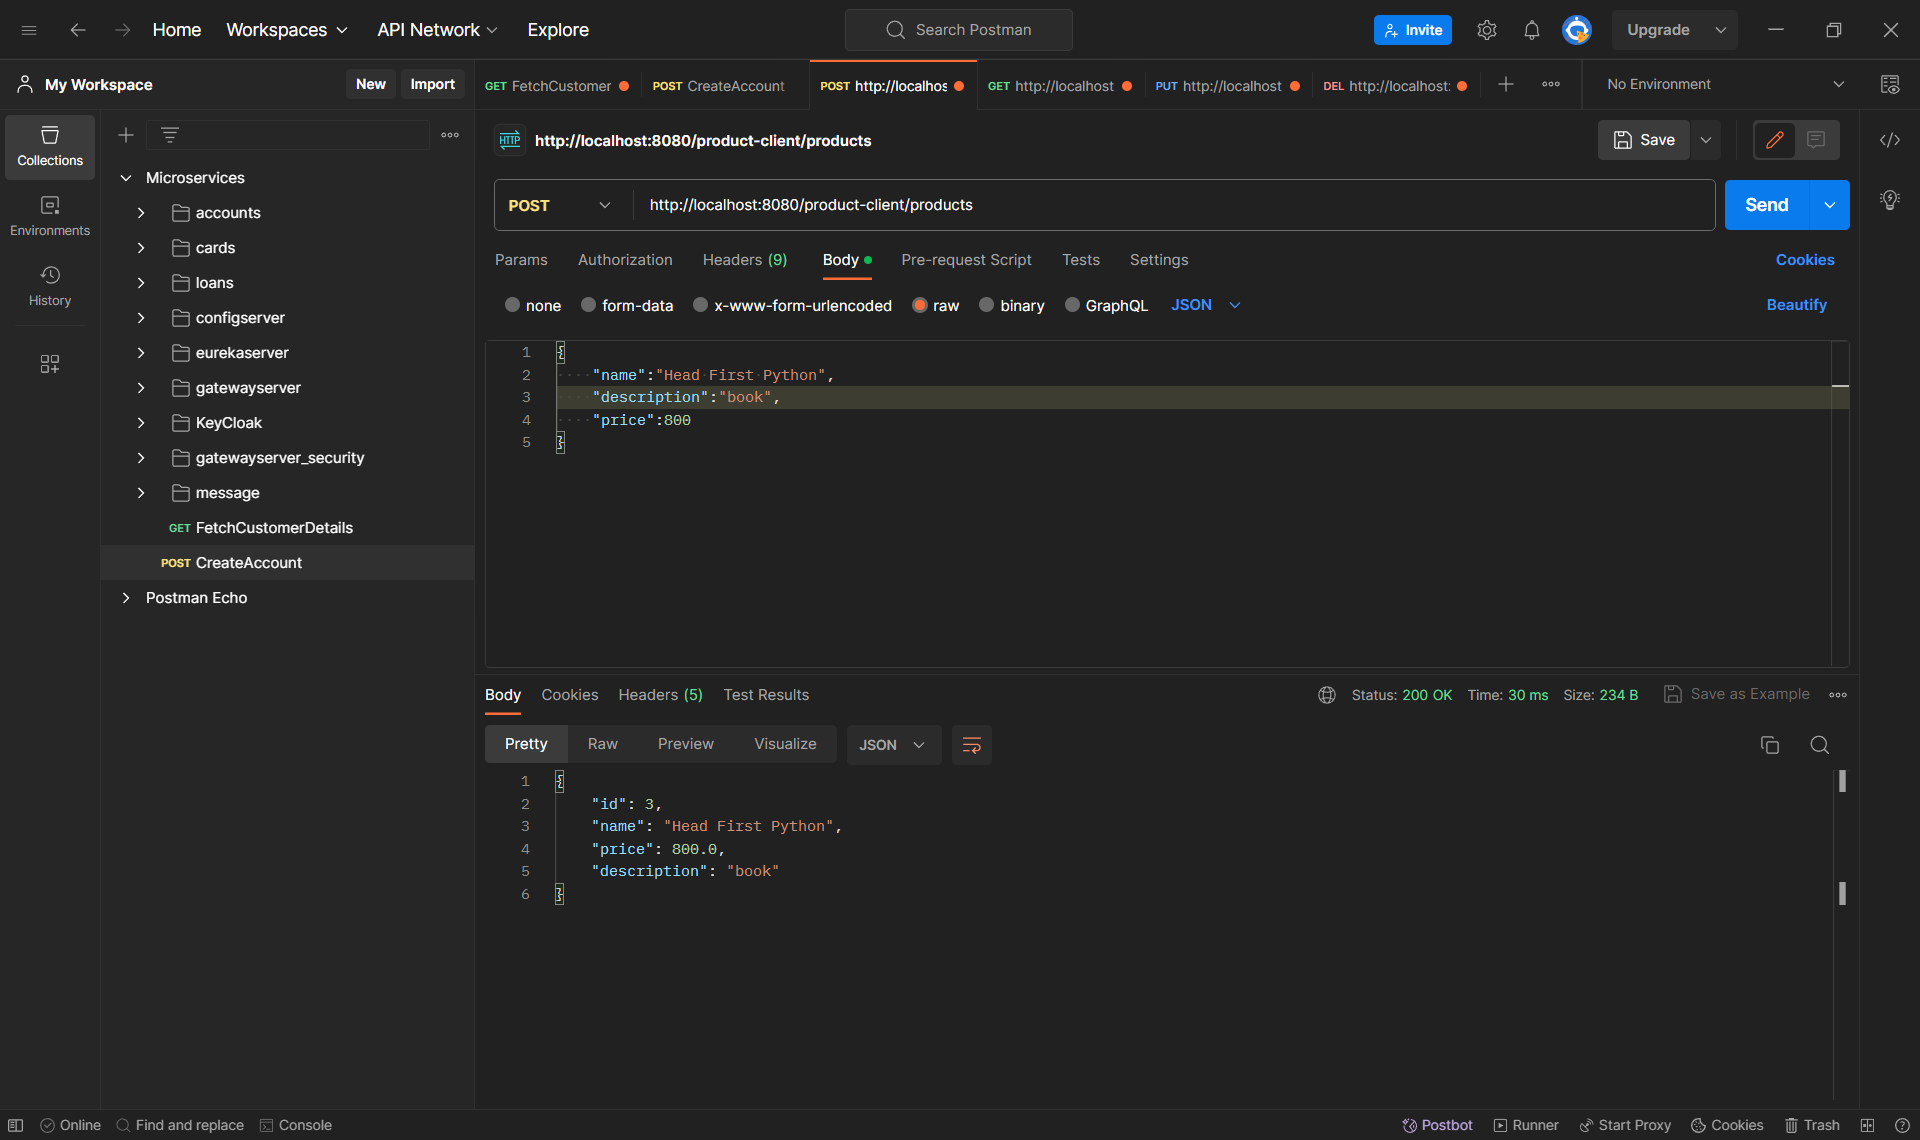 Home Workspaces API Network Explore Search Postman Invite Upgrade
My Workspace New Import GET FetchCustomer POST CreateAccount POST http://localhos GET http://localhost PUT http://localhost DEL http://localhost: No Environment
Collections
Environments
History
Microservices
accounts
cards
loans
configserver
eurekaserver
gatewayserver
KeyCloak
gatewayserver_security
message
GET FetchCustomerDetails
POST CreateAccount
Postman Echo
HTTP http://localhost:8080/product-client/products Save
POST http://localhost:8080/product-client/products Send
Params Authorization Headers (9) Body Pre-request Script Tests Settings Cookies
none form-data x-www-form-urlencoded raw binary GraphQL JSON Beautify
1 {
2 ····"name":"Head·First·Python",
3 ····"description":"book",
4 ····"price":800
5 }
Body Cookies Headers (5) Test Results Status: 200 OK Time: 30 ms Size: 234 B Save as Example
Pretty Raw Preview Visualize JSON
1 {
2 "id": 3,
3 "name": "Head First Python",
4 "price": 800.0,
5 "description": "book"
6 }
Online Find and replace Console Postbot Runner Start Proxy Cookies Trash